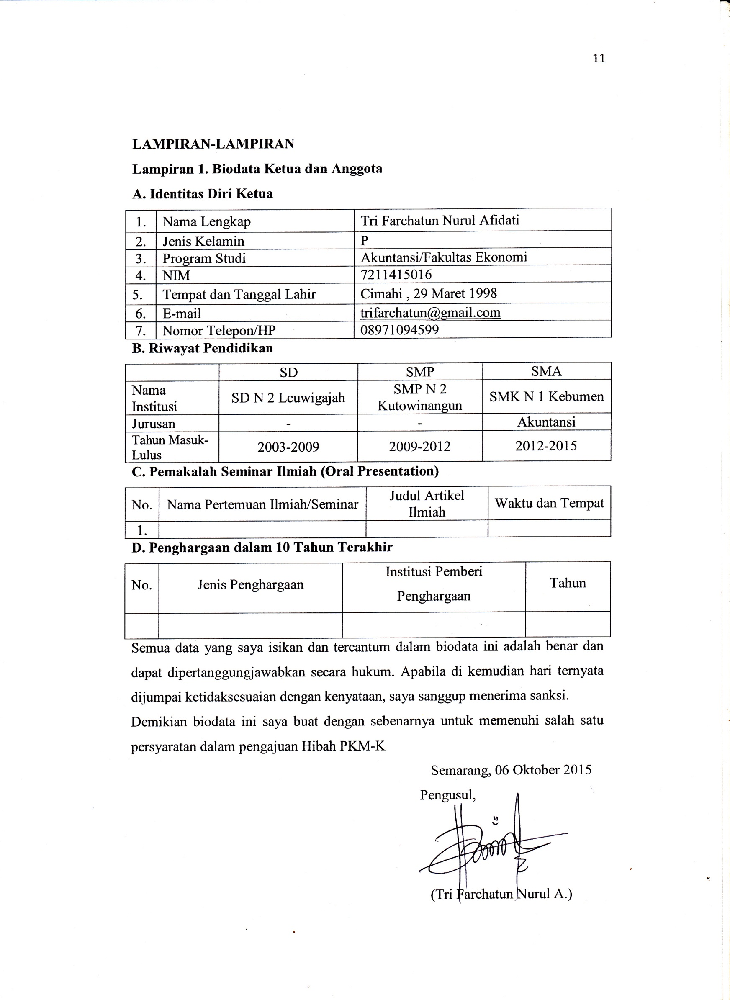 11
LAMPIRAN-LAMPIRAN
Lampiran 1. Biodata Ketua dan Anggota
A. Identitas Diri Ketua
1. Nama Lengkap Tri Farchatun Nurul Afidati
2. Jenis Kelamin P
3. Program Studi Akuntansi/Fakultas Ekonomi
4. NIM 7211415016
5. Tempat dan Tanggal Lahir Cimahi , 29 Maret 1998
6. E-mail trifarchatun@gmail.com
7. Nomor Telepon/HP 08971094599
B. Riwayat Pendidikan
SD SMP SMA
Nama Institusi SD N 2 Leuwigajah SMP N 2 Kutowinangun SMK N 1 Kebumen
Jurusan - - Akuntansi
Tahun Masuk-Lulus 2003-2009 2009-2012 2012-2015
C. Pemakalah Seminar Ilmiah (Oral Presentation)
No. Nama Pertemuan Ilmiah/Seminar Judul Artikel Ilmiah Waktu dan Tempat
1.
D. Penghargaan dalam 10 Tahun Terakhir
No. Jenis Penghargaan Institusi Pemberi Penghargaan Tahun
Semua data yang saya isikan dan tercantum dalam biodata ini adalah benar dan
dapat dipertanggungjawabkan secara hukum. Apabila di kemudian hari ternyata
dijumpai ketidaksesuaian dengan kenyataan, saya sanggup menerima sanksi.
Demikian biodata ini saya buat dengan sebenarnya untuk memenuhi salah satu
persyaratan dalam pengajuan Hibah PKM-K
Semarang, 06 Oktober 2015
Pengusul,
(Tri Farchatun Nurul A.)